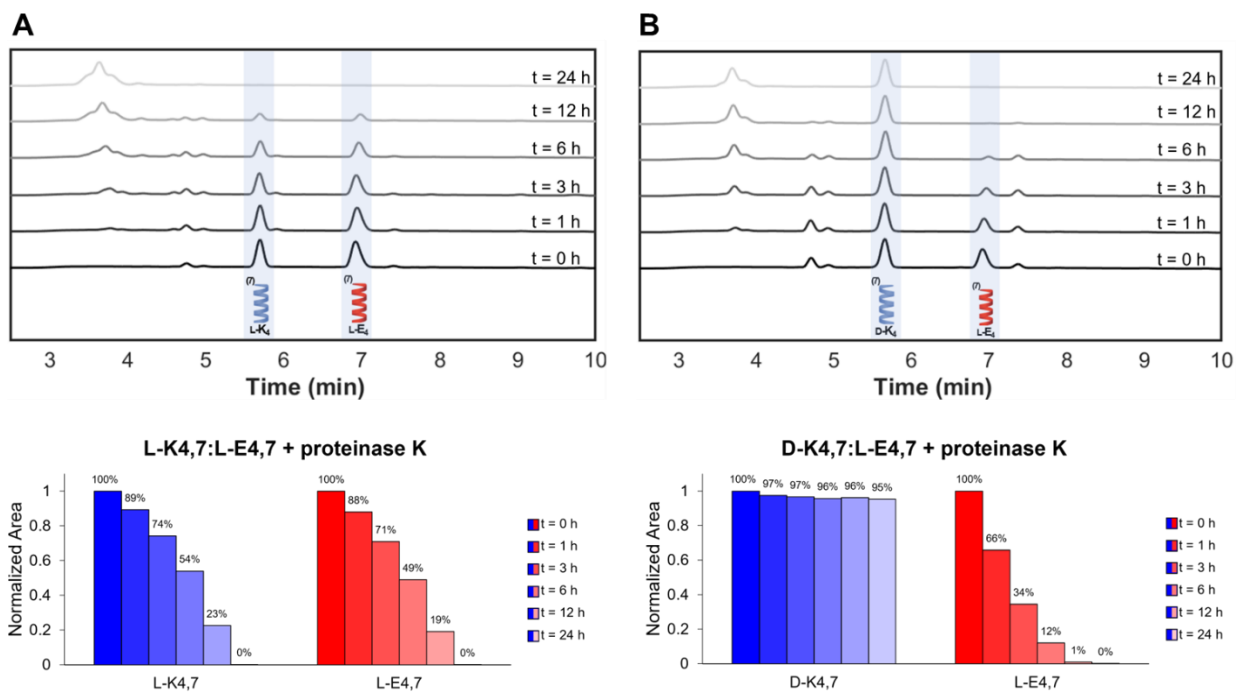 A
t = 24 h
t = 12 h
t = 6 h
t = 3 h
t = 1 h
t = 0 h
(7)
(7)
L-K4
L-E4
3 4 5 6 7 8 9 10
Time (min)
B
t = 24 h
t = 12 h
t = 6 h
t = 3 h
t = 1 h
t = 0 h
(7)
(7)
D-K4
L-E4
3 4 5 6 7 8 9 10
Time (min)
L-K4,7:L-E4,7 + proteinase K
Normalized Area
1
0.8
0.6
0.4
0.2
0
100%
89%
74%
54%
23%
0%
100%
88%
71%
49%
19%
0%
L-K4,7
L-E4,7
t = 0 h
t = 1 h
t = 3 h
t = 6 h
t = 12 h
t = 24 h
D-K4,7:L-E4,7 + proteinase K
Normalized Area
1
0.8
0.6
0.4
0.2
0
100%
97%
97%
96%
96%
95%
100%
66%
34%
12%
1%
0%
D-K4,7
L-E4,7
t = 0 h
t = 1 h
t = 3 h
t = 6 h
t = 12 h
t = 24 h